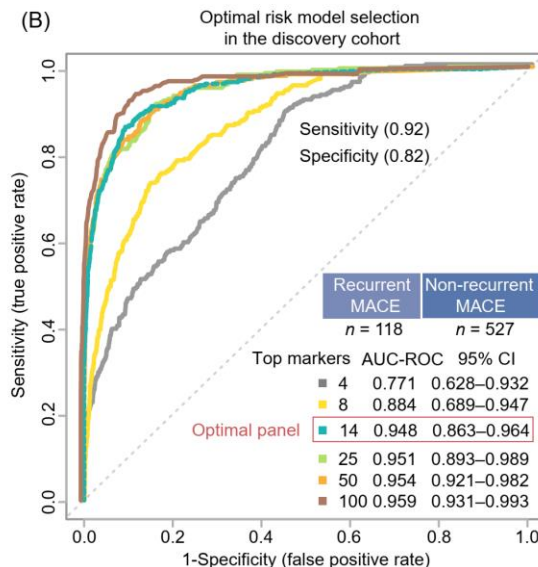 (B)
Optimal risk model selection
in the discovery cohort
Sensitivity (true positive rate)
1.0
0.8
0.6
0.4
0.2
0.0
Sensitivity (0.92)
Specificity (0.82)
Recurrent MACE Non-recurrent MACE
n = 118 n = 527
Top markers AUC-ROC 95% CI
4 0.771 0.628–0.932
8 0.884 0.689–0.947
Optimal panel 14 0.948 0.863–0.964
25 0.951 0.893–0.989
50 0.954 0.921–0.982
100 0.959 0.931–0.993
0.0 0.2 0.4 0.6 0.8 1.0
1-Specificity (false positive rate)